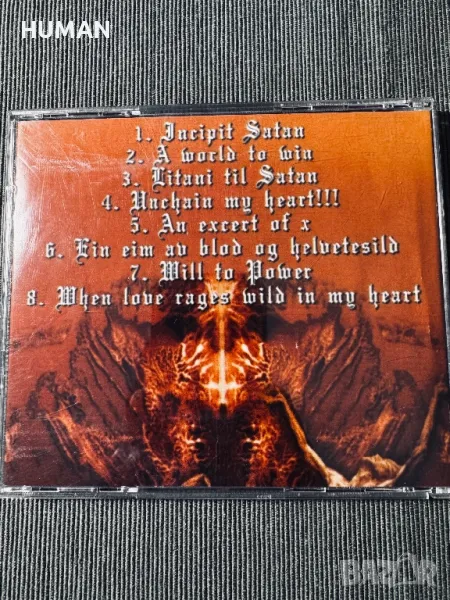 HUMAN
1. Incipit Satan
2. A world to win
3. Litani til Satan
4. Unchain my heart!!!
5. An excert of x
6. Ein eim av blod og helvetesild
7. Will to Power
8. When love rages wild in my heart
BAZAR